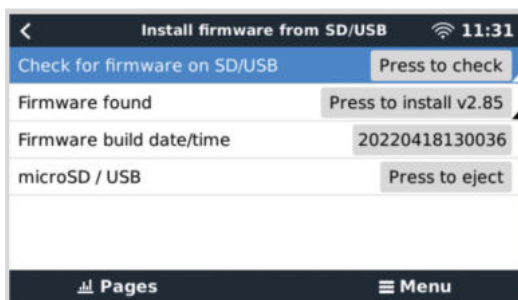 Install firmware from SD/USB 11:31
Check for firmware on SD/USB Press to check
Firmware found Press to install v2.85
Firmware build date/time 20220418130036
microSD / USB Press to eject
Pages Menu